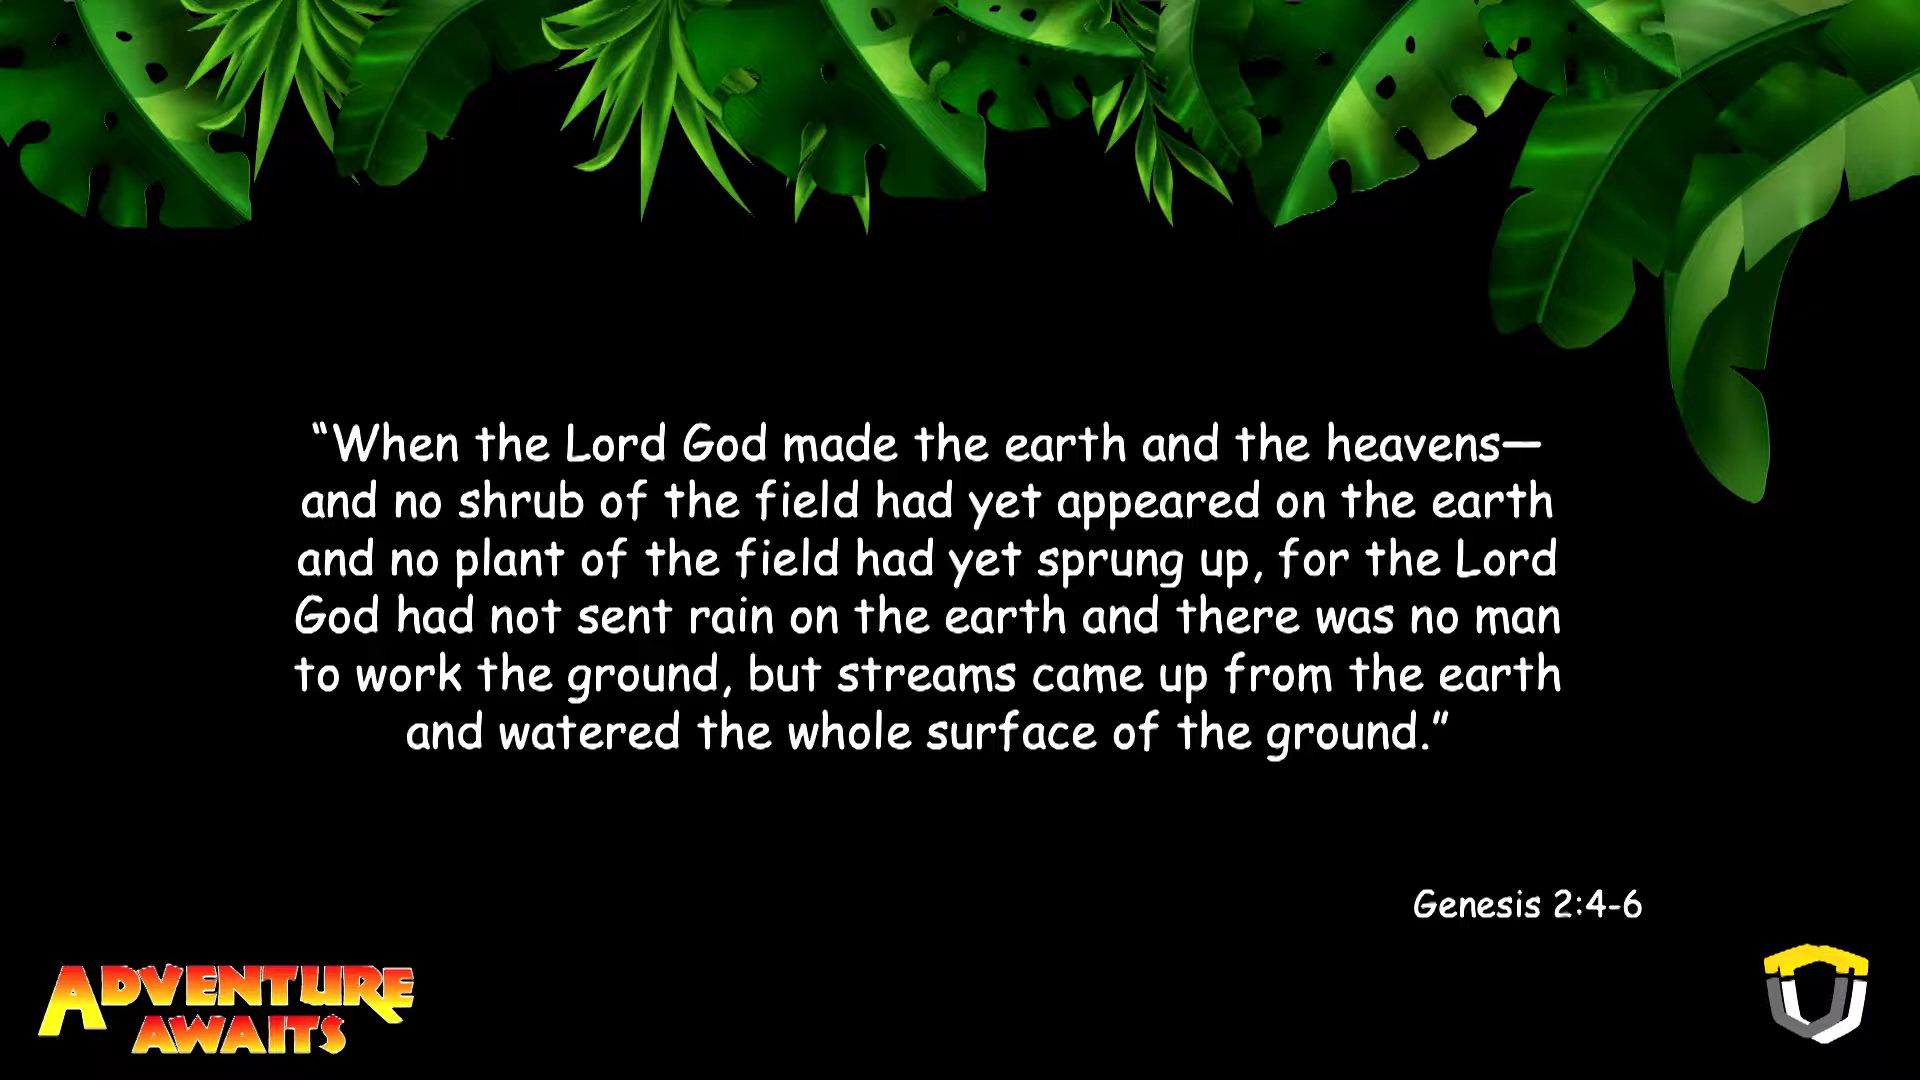 “When the Lord God made the earth and the heavens—
and no shrub of the field had yet appeared on the earth
and no plant of the field had yet sprung up, for the Lord
God had not sent rain on the earth and there was no man
to work the ground, but streams came up from the earth
and watered the whole surface of the ground.”
Genesis 2:4-6
ADVENTURE
AWAITS